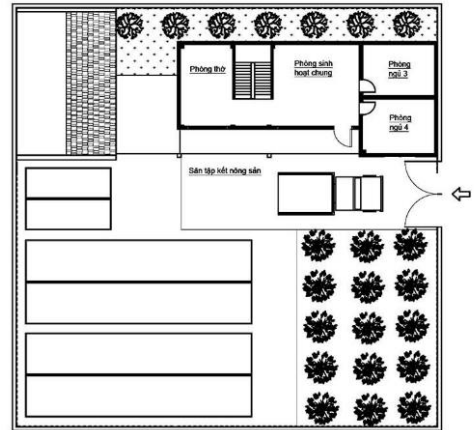 Phòng thờ
Phòng sinh
hoạt chung
Phòng
ngủ 3
Phòng
ngủ 4
Sân tập kết nông sản